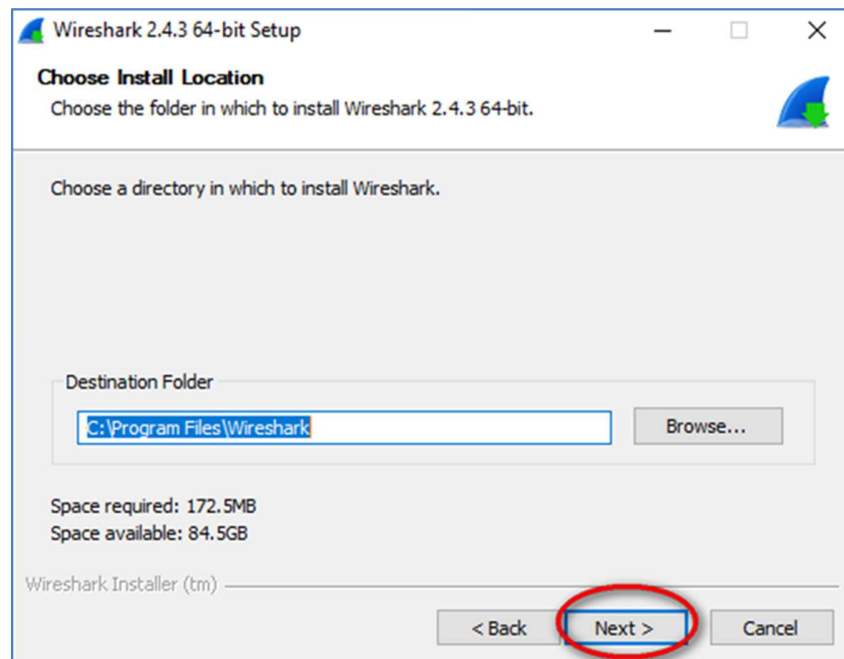 Wireshark 2.4.3 64-bit Setup
Choose Install Location
Choose the folder in which to install Wireshark 2.4.3 64-bit.
Choose a directory in which to install Wireshark.
Destination Folder
C:\Program Files\Wireshark
Browse...
Space required: 172.5MB
Space available: 84.5GB
Wireshark Installer (tm)
< Back Next > Cancel